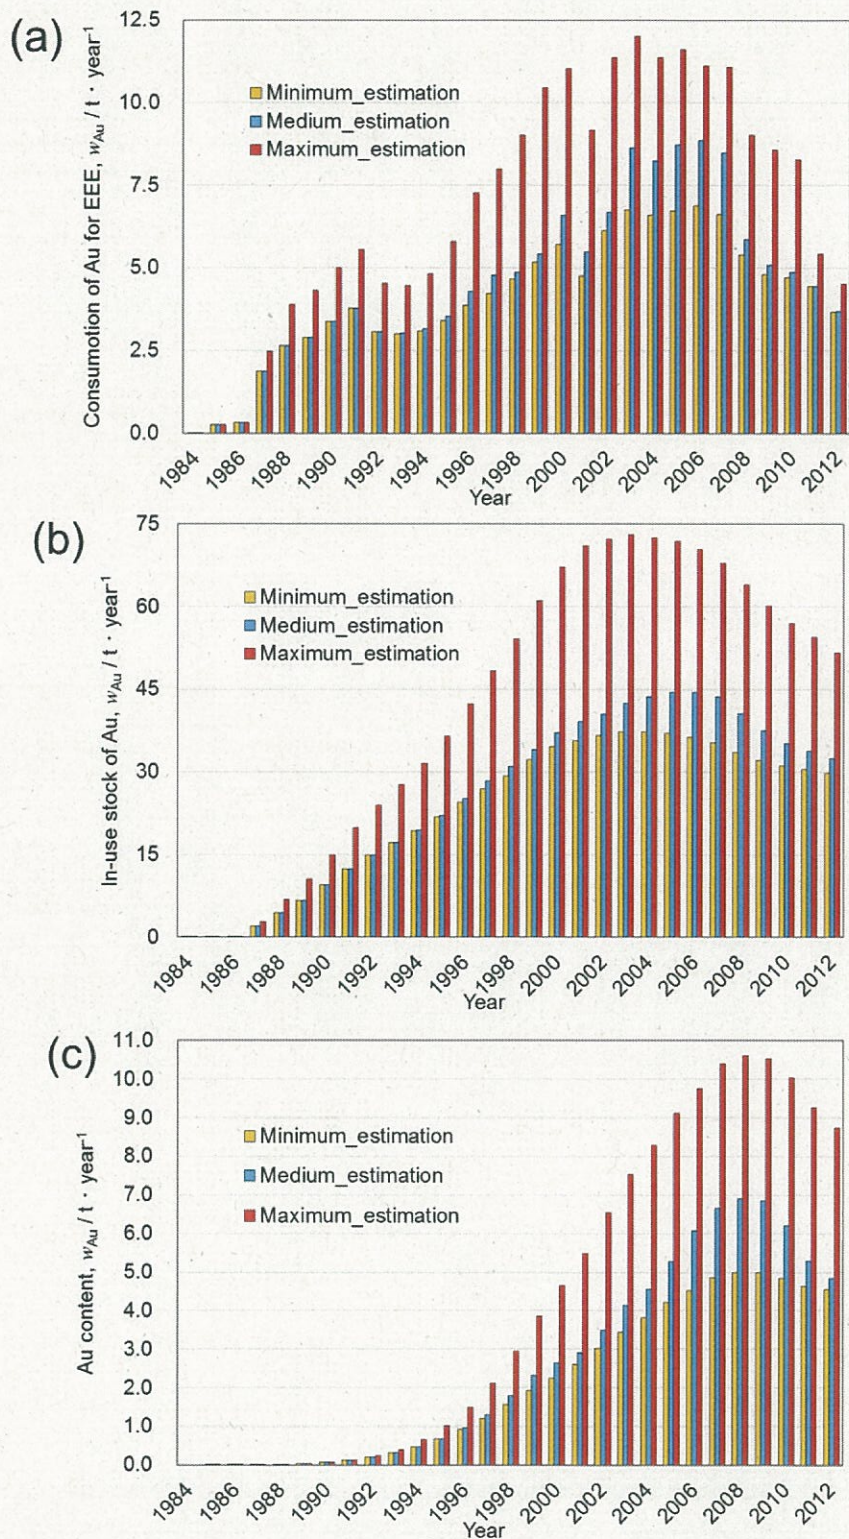 (a)
Consumotion of Au for EEE, wAu / t · year-1
12.5
10.0
7.5
5.0
2.5
0.0
Minimum_estimation
Medium_estimation
Maximum_estimation
1984 1986 1988 1990 1992 1994 1996 1998 2000 2002 2004 2006 2008 2010 2012
Year
(b)
In-use stock of Au, wAu / t · year-1
75
60
45
30
15
0
Minimum_estimation
Medium_estimation
Maximum_estimation
1984 1986 1988 1990 1992 1994 1996 1998 2000 2002 2004 2006 2008 2010 2012
Year
(c)
Au content, wAu / t · year-1
11.0
10.0
9.0
8.0
7.0
6.0
5.0
4.0
3.0
2.0
1.0
0.0
Minimum_estimation
Medium_estimation
Maximum_estimation
1984 1986 1988 1990 1992 1994 1996 1998 2000 2002 2004 2006 2008 2010 2012
Year